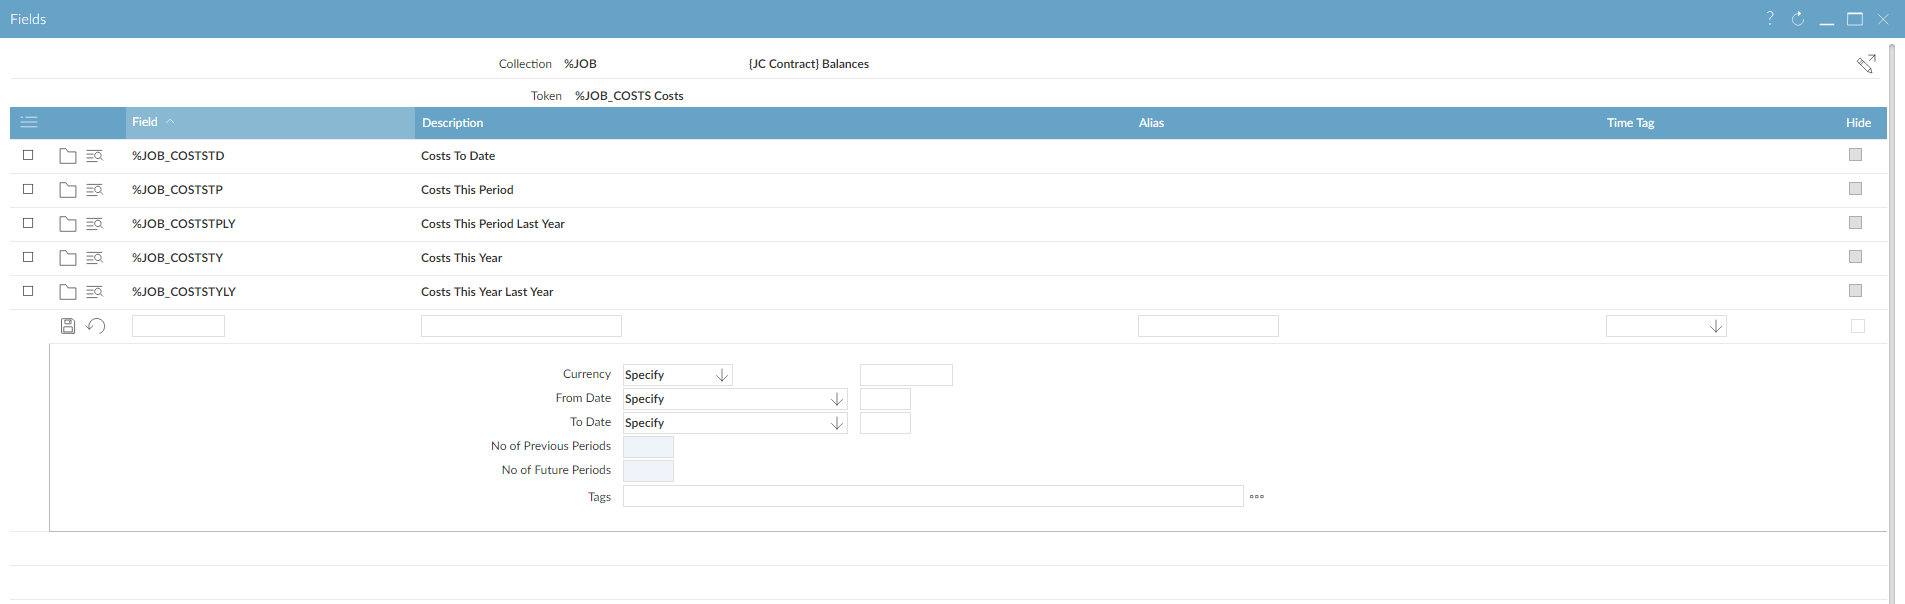 Fields
Collection %JOB {JC Contract} Balances
Token %JOB_COSTS Costs
Field Description Alias Time Tag Hide
%JOB_COSTSTD Costs To Date
%JOB_COSTSTP Costs This Period
%JOB_COSTSTPLY Costs This Period Last Year
%JOB_COSTSTY Costs This Year
%JOB_COSTSTYLY Costs This Year Last Year
Currency Specify
From Date Specify
To Date Specify
No of Previous Periods
No of Future Periods
Tags